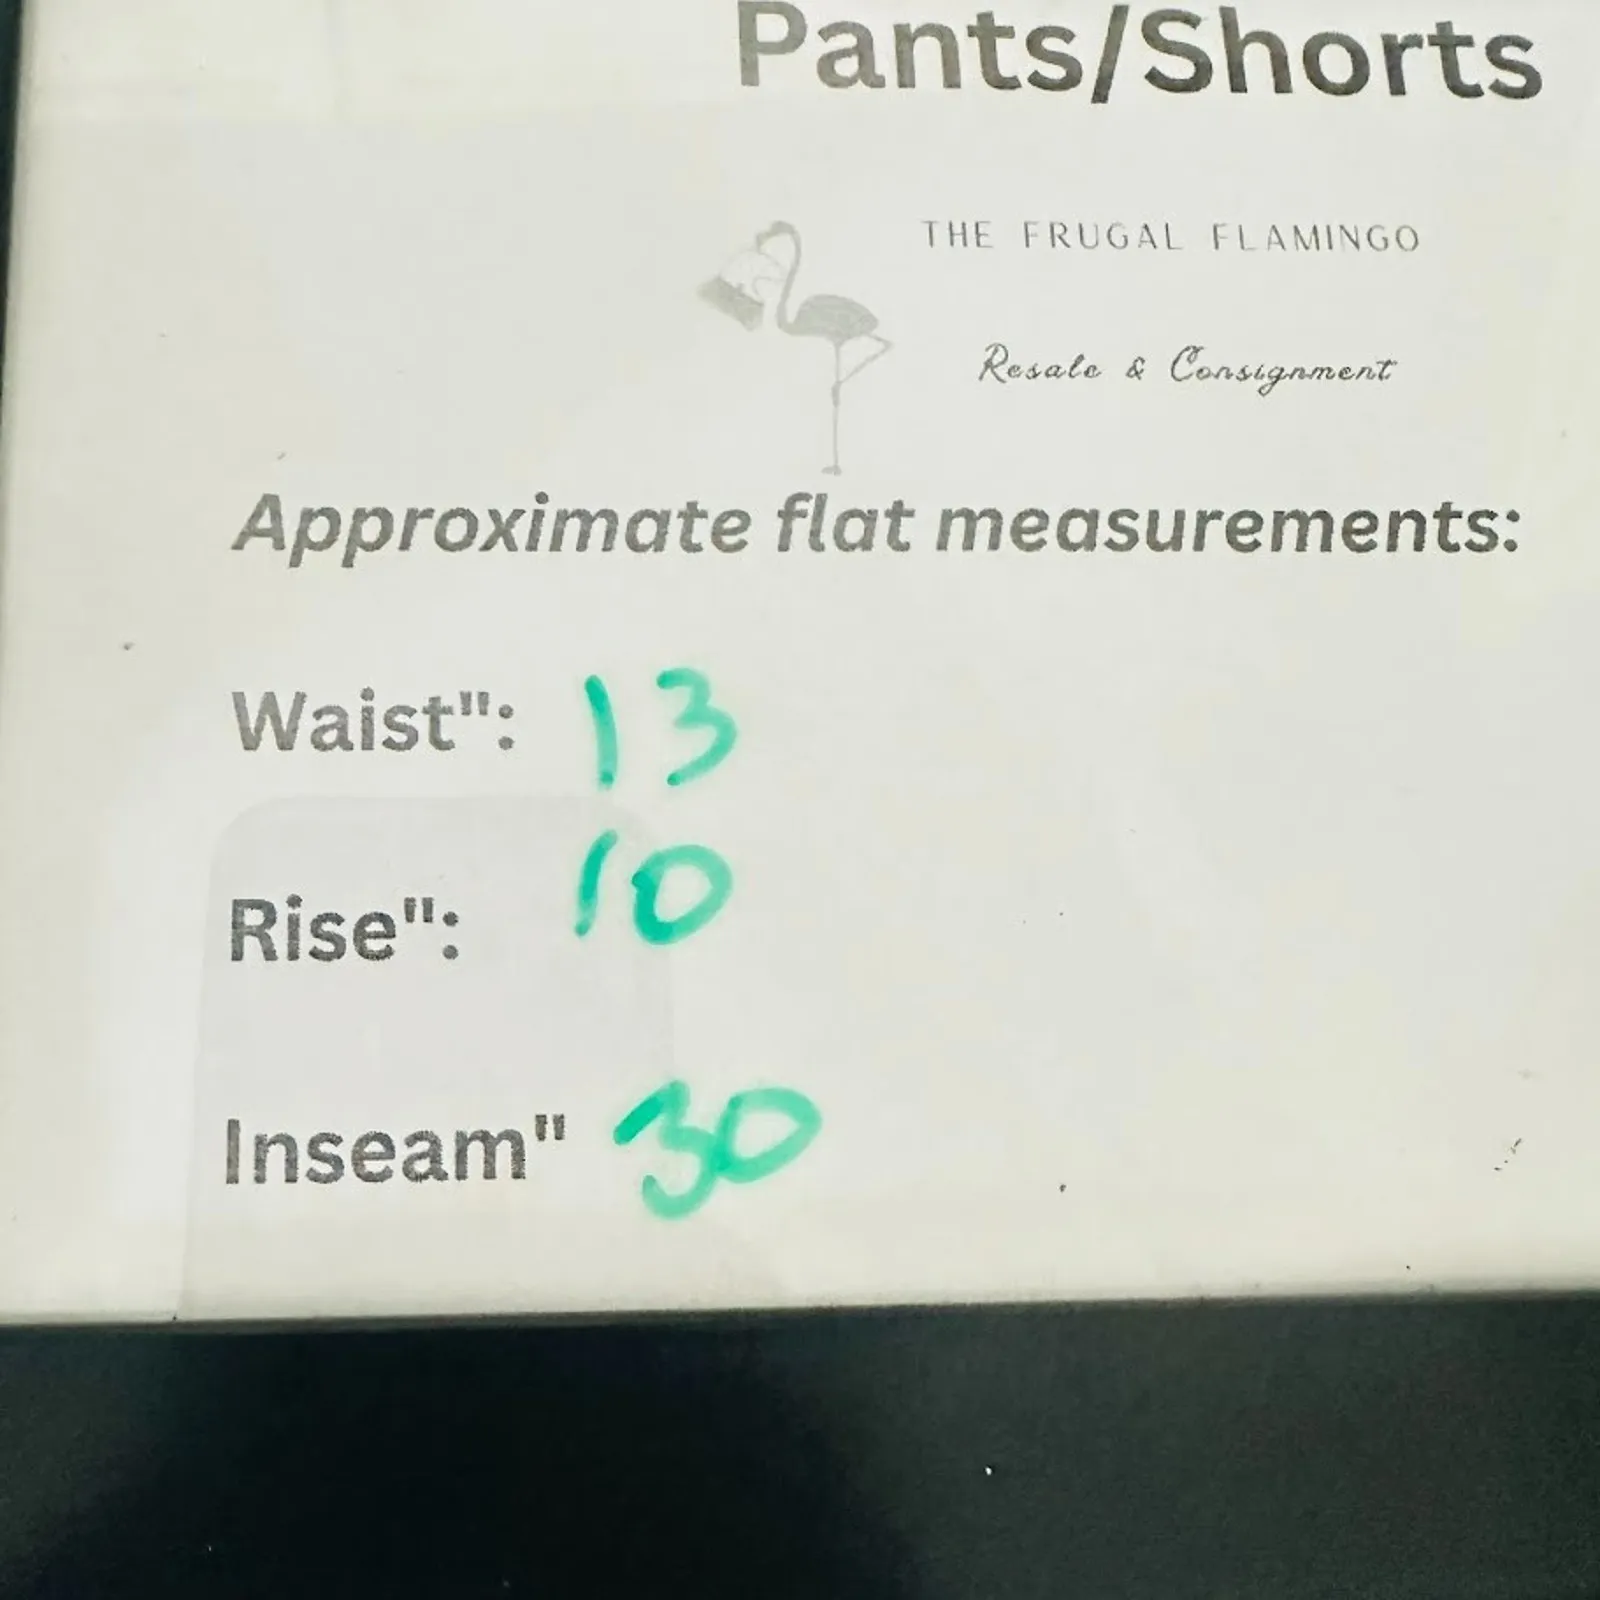 Pants/Shorts
THE FRUGAL FLAMINGO
Resale & Consignment
Approximate flat measurements:
Waist": 13
Rise": 10
Inseam" 30